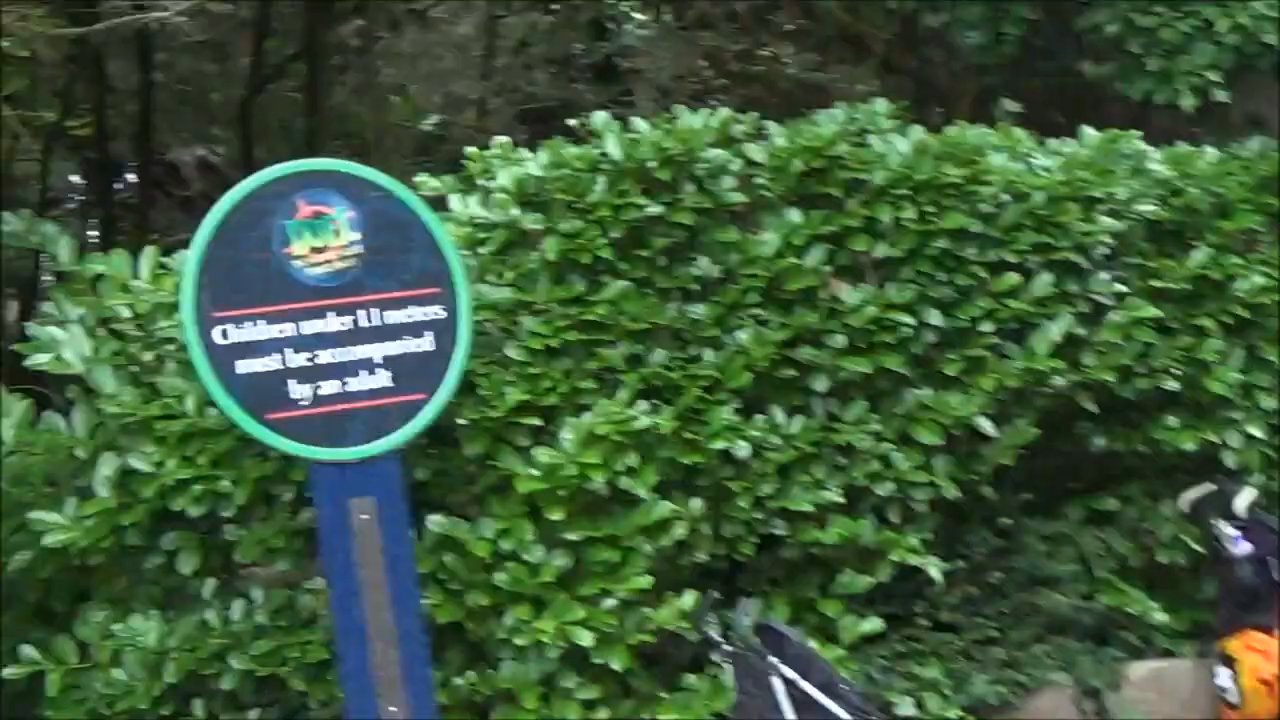 Children under 1.1 metres
must be accompanied
by an adult